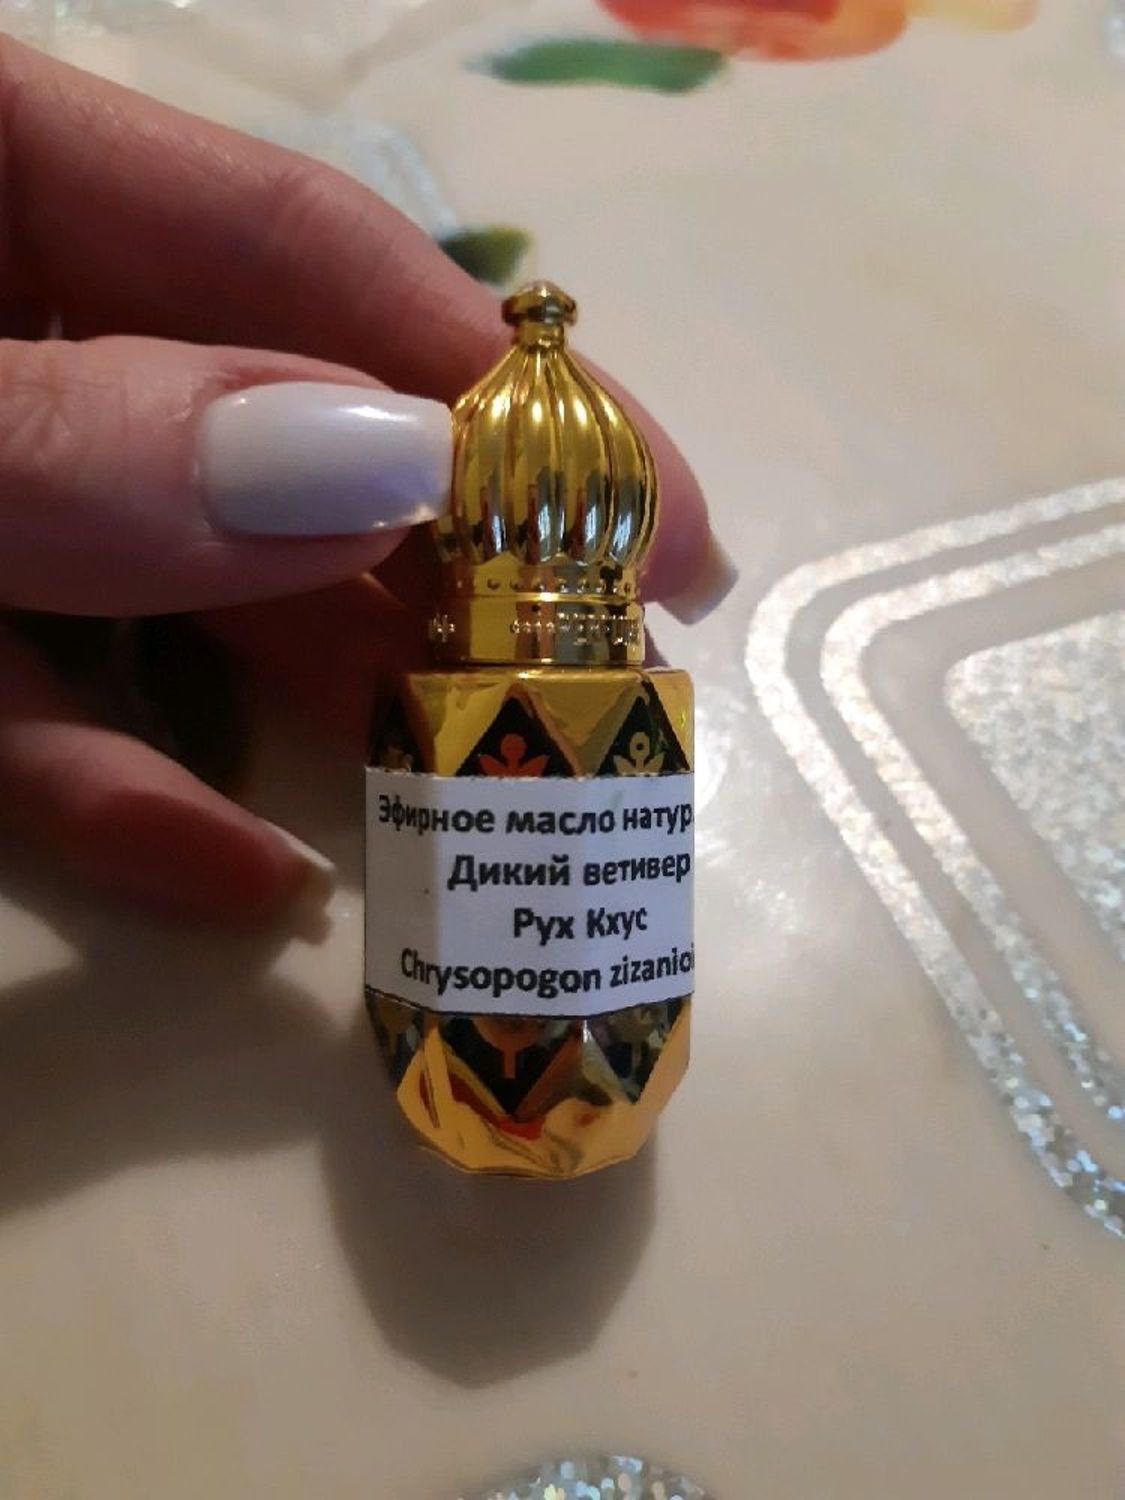 Эфирное масло натур
Дикий ветивер
Рух Кхус
Chrysopogon zizanioi